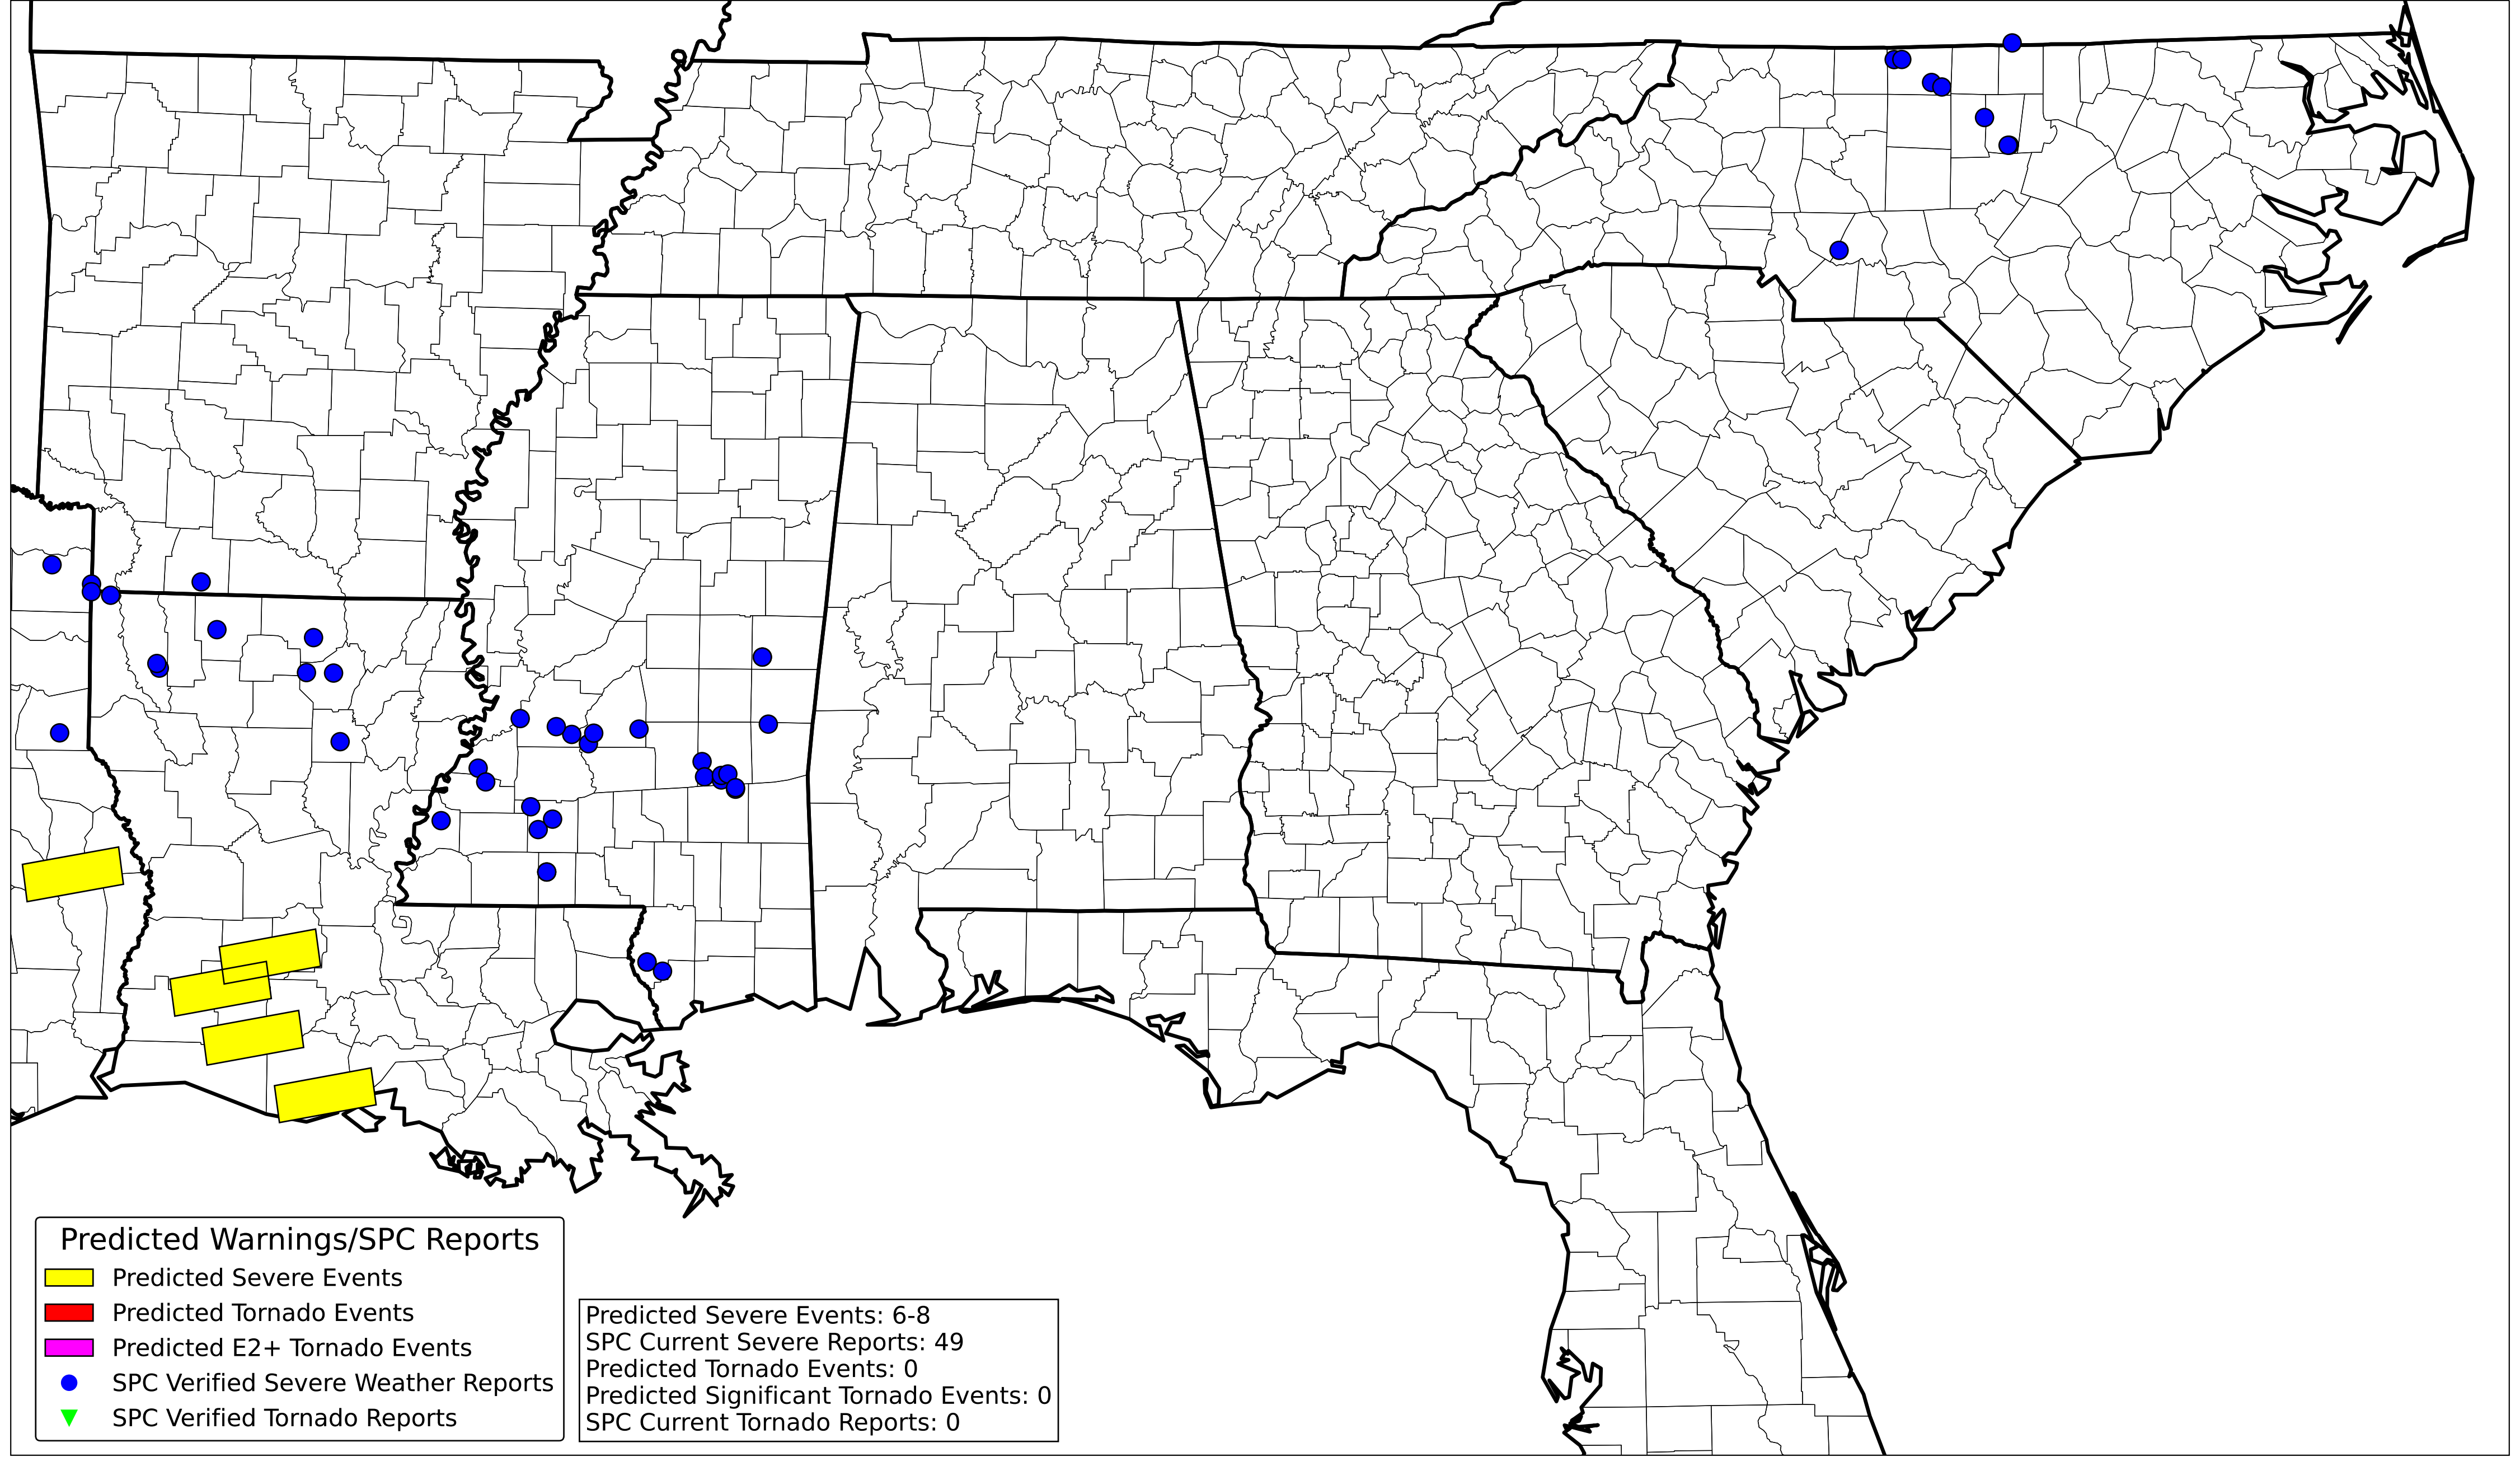 Predicted Warnings/SPC Reports
Predicted Severe Events
Predicted Tornado Events
Predicted E2+ Tornado Events
SPC Verified Severe Weather Reports
SPC Verified Tornado Reports
Predicted Severe Events: 6-8
SPC Current Severe Reports: 49
Predicted Tornado Events: 0
Predicted Significant Tornado Events: 0
SPC Current Tornado Reports: 0